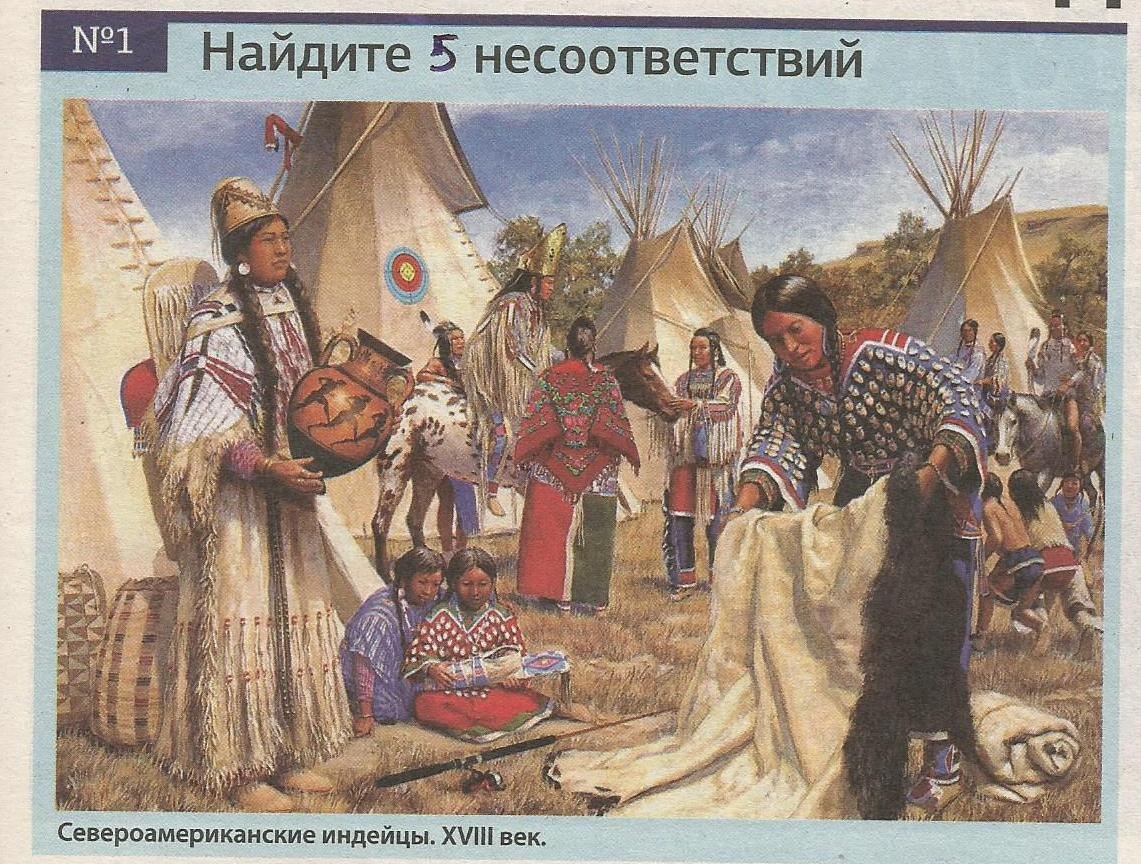 №1
Найдите 5 несоответствий
Североамериканские индейцы. XVIII век.